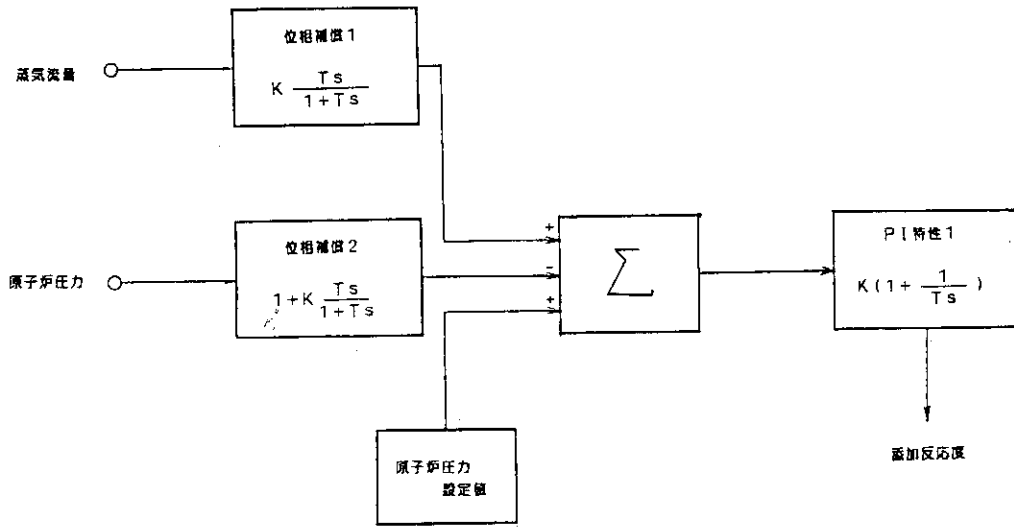 位相補償1
蒸気流量
K Ts
1+Ts
位相補償2
原子炉圧力
1+K Ts
1+Ts
+
-
+
Σ
PI特性1
K(1+ 1
Ts )
原子炉圧力
設定値
添加反応度